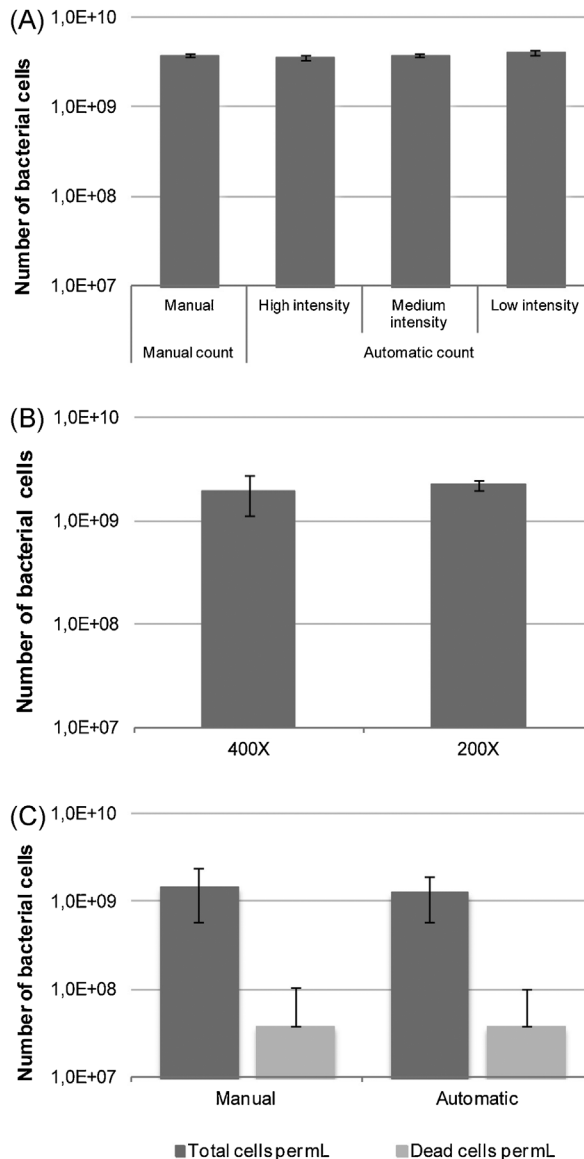 (A)
Number of bacterial cells
1,0E+10
1,0E+09
1,0E+08
1,0E+07
Manual
High intensity
Medium
intensity
Low intensity
Manual count
Automatic count
(B)
Number of bacterial cells
1,0E+10
1,0E+09
1,0E+08
1,0E+07
400X
200X
(C)
Number of bacterial cells
1,0E+10
1,0E+09
1,0E+08
1,0E+07
Manual
Automatic
Total cells per mL
Dead cells per mL